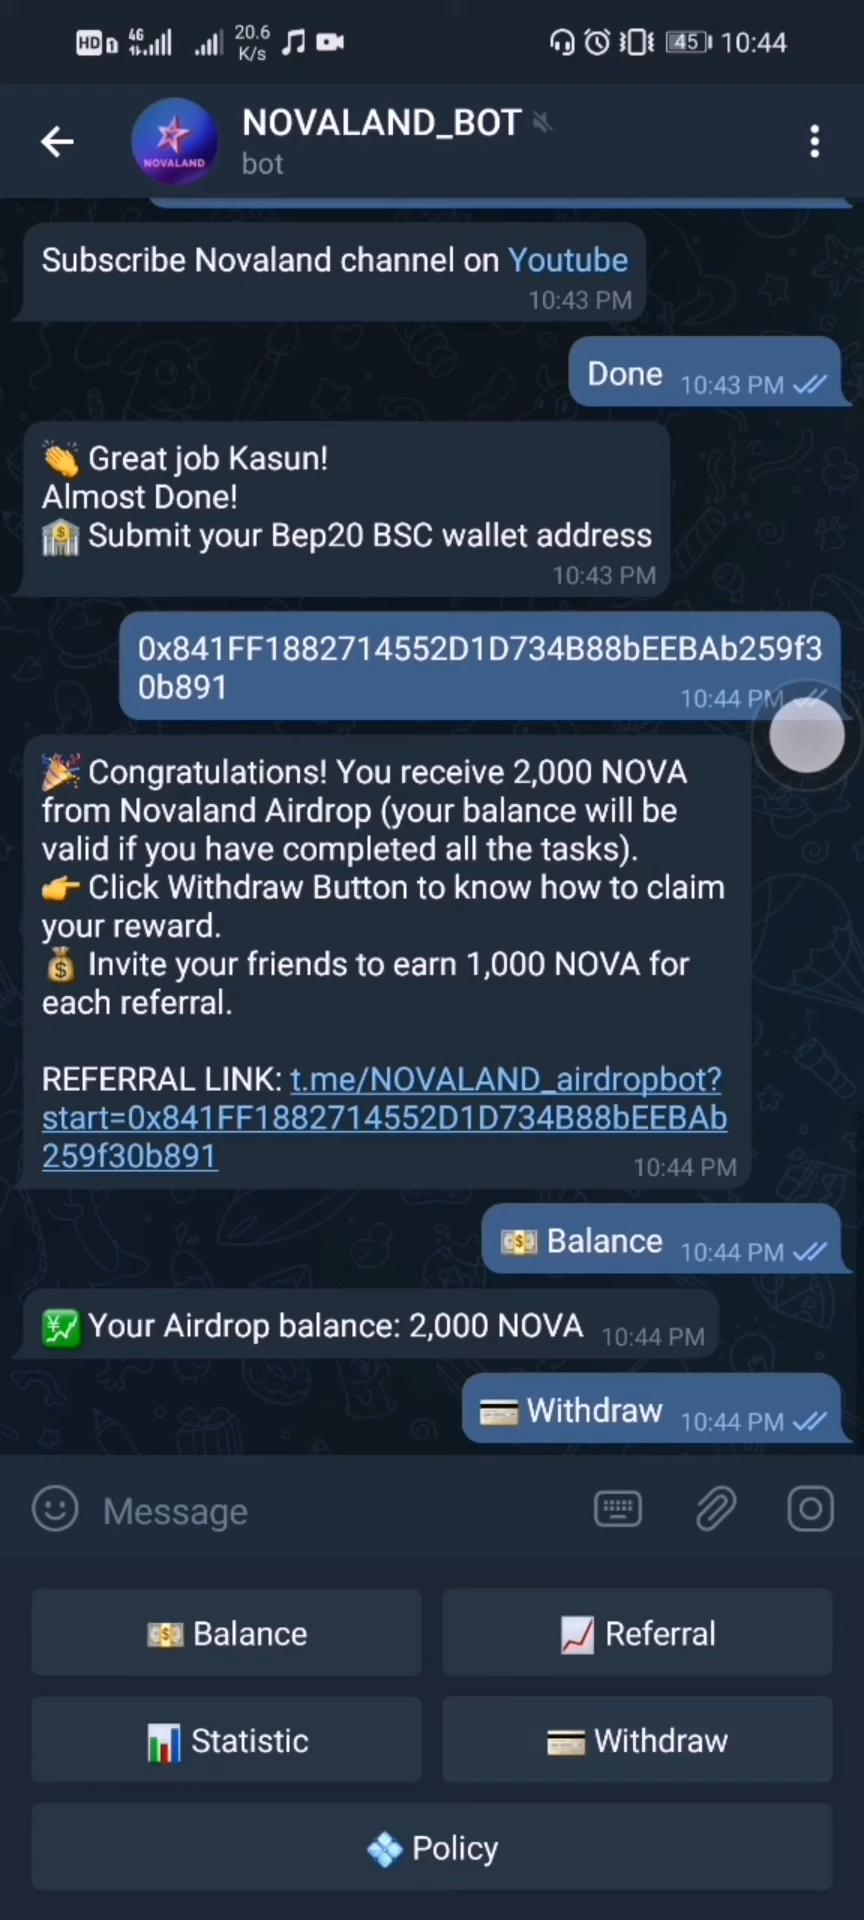 HD 4G 20.6 K/s 45 10:44
NOVALAND_BOT
NOVALAND
bot
Subscribe Novaland channel on Youtube
10:43 PM
Done 10:43 PM
👏 Great job Kasun!
Almost Done!
🏦 Submit your Bep20 BSC wallet address
10:43 PM
0x841FF1882714552D1D734B88bEEBAb259f3
0b891 10:44 PM
🎉 Congratulations! You receive 2,000 NOVA
from Novaland Airdrop (your balance will be
valid if you have completed all the tasks).
👉 Click Withdraw Button to know how to claim
your reward.
💰 Invite your friends to earn 1,000 NOVA for
each referral.
REFERRAL LINK: t.me/NOVALAND_airdropbot?
start=0x841FF1882714552D1D734B88bEEBAb
259f30b891 10:44 PM
💵 Balance 10:44 PM
💹 Your Airdrop balance: 2,000 NOVA 10:44 PM
💳 Withdraw 10:44 PM
Message
💵 Balance
📈 Referral
📊 Statistic
💳 Withdraw
💠 Policy